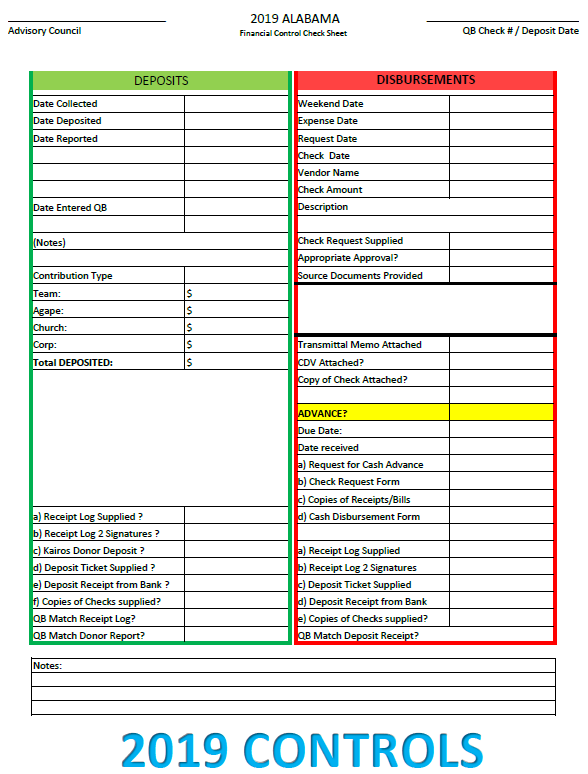 2019 ALABAMA
Advisory Council
Financial Control Check Sheet
QB Check # / Deposit Date
DEPOSITS
Date Collected
Date Deposited
Date Reported
Date Entered QB
(Notes)
Contribution Type
Team: $
Agape: $
Church: $
Corp: $
Total DEPOSITED: $
a) Receipt Log Supplied ?
b) Receipt Log 2 Signatures ?
c) Kairos Donor Deposit ?
d) Deposit Ticket Supplied ?
e) Deposit Receipt from Bank ?
f) Copies of Checks supplied?
QB Match Receipt Log?
QB Match Donor Report?
DISBURSEMENTS
Weekend Date
Expense Date
Request Date
Check Date
Vendor Name
Check Amount
Description
Check Request Supplied
Appropriate Approval?
Source Documents Provided
Transmittal Memo Attached
CDV Attached?
Copy of Check Attached?
ADVANCE?
Due Date:
Date received
a) Request for Cash Advance
b) Check Request Form
c) Copies of Receipts/Bills
d) Cash Disbursement Form
a) Receipt Log Supplied
b) Receipt Log 2 Signatures
c) Deposit Ticket Supplied
d) Deposit Receipt from Bank
e) Copies of Checks supplied?
QB Match Deposit Receipt?
Notes:
2019 CONTROLS